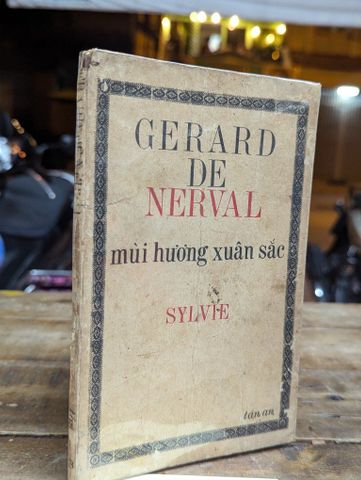 GERARD
DE
NERVAL
mùi hương xuân sắc
SYLVIE
tân an